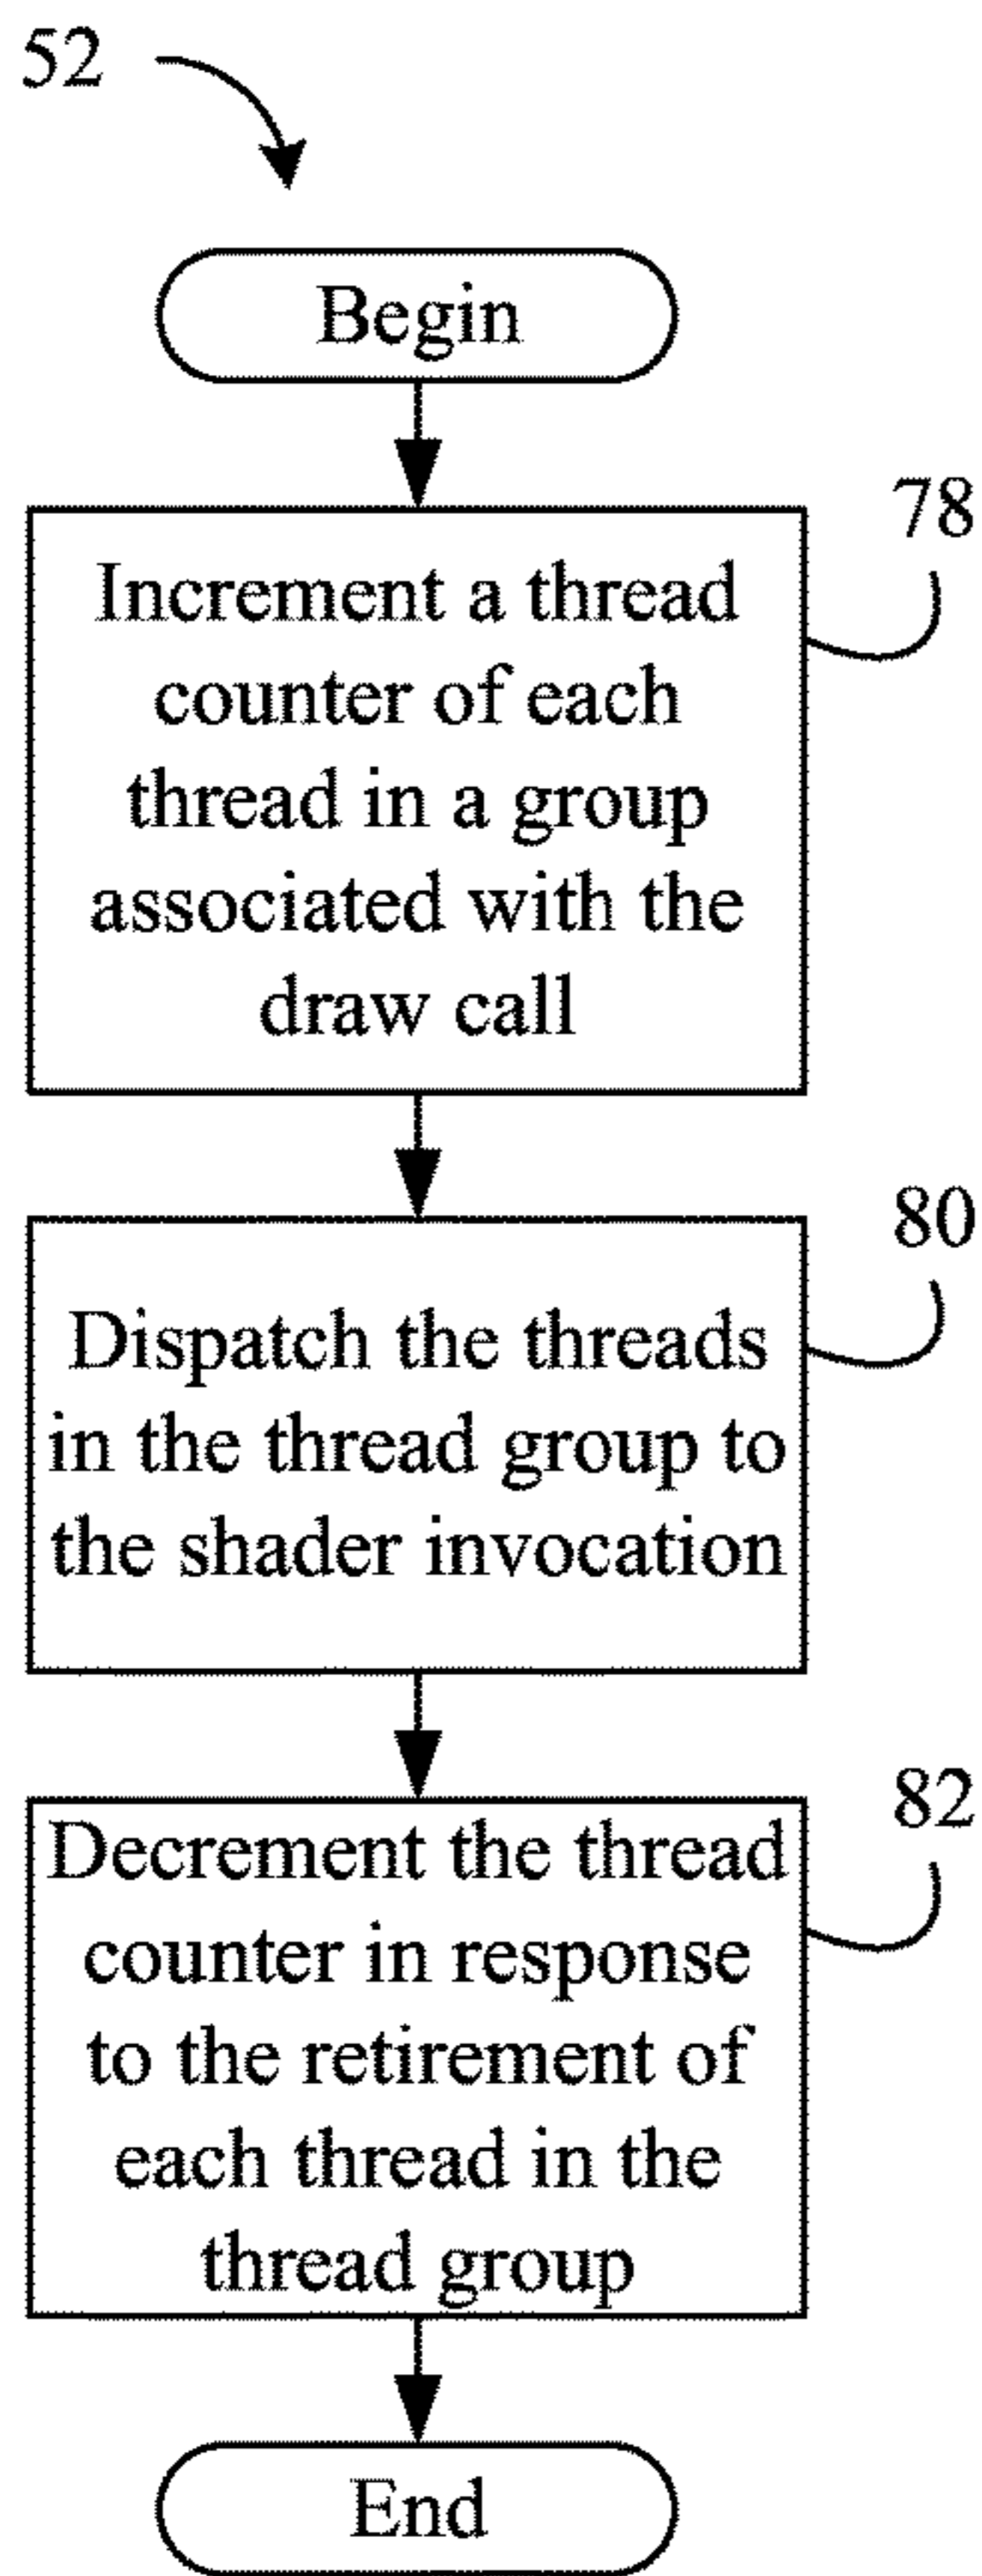 52
Begin
78
Increment a thread
counter of each
thread in a group
associated with the
draw call
80
Dispatch the threads
in the thread group to
the shader invocation
82
Decrement the thread
counter in response
to the retirement of
each thread in the
thread group
End